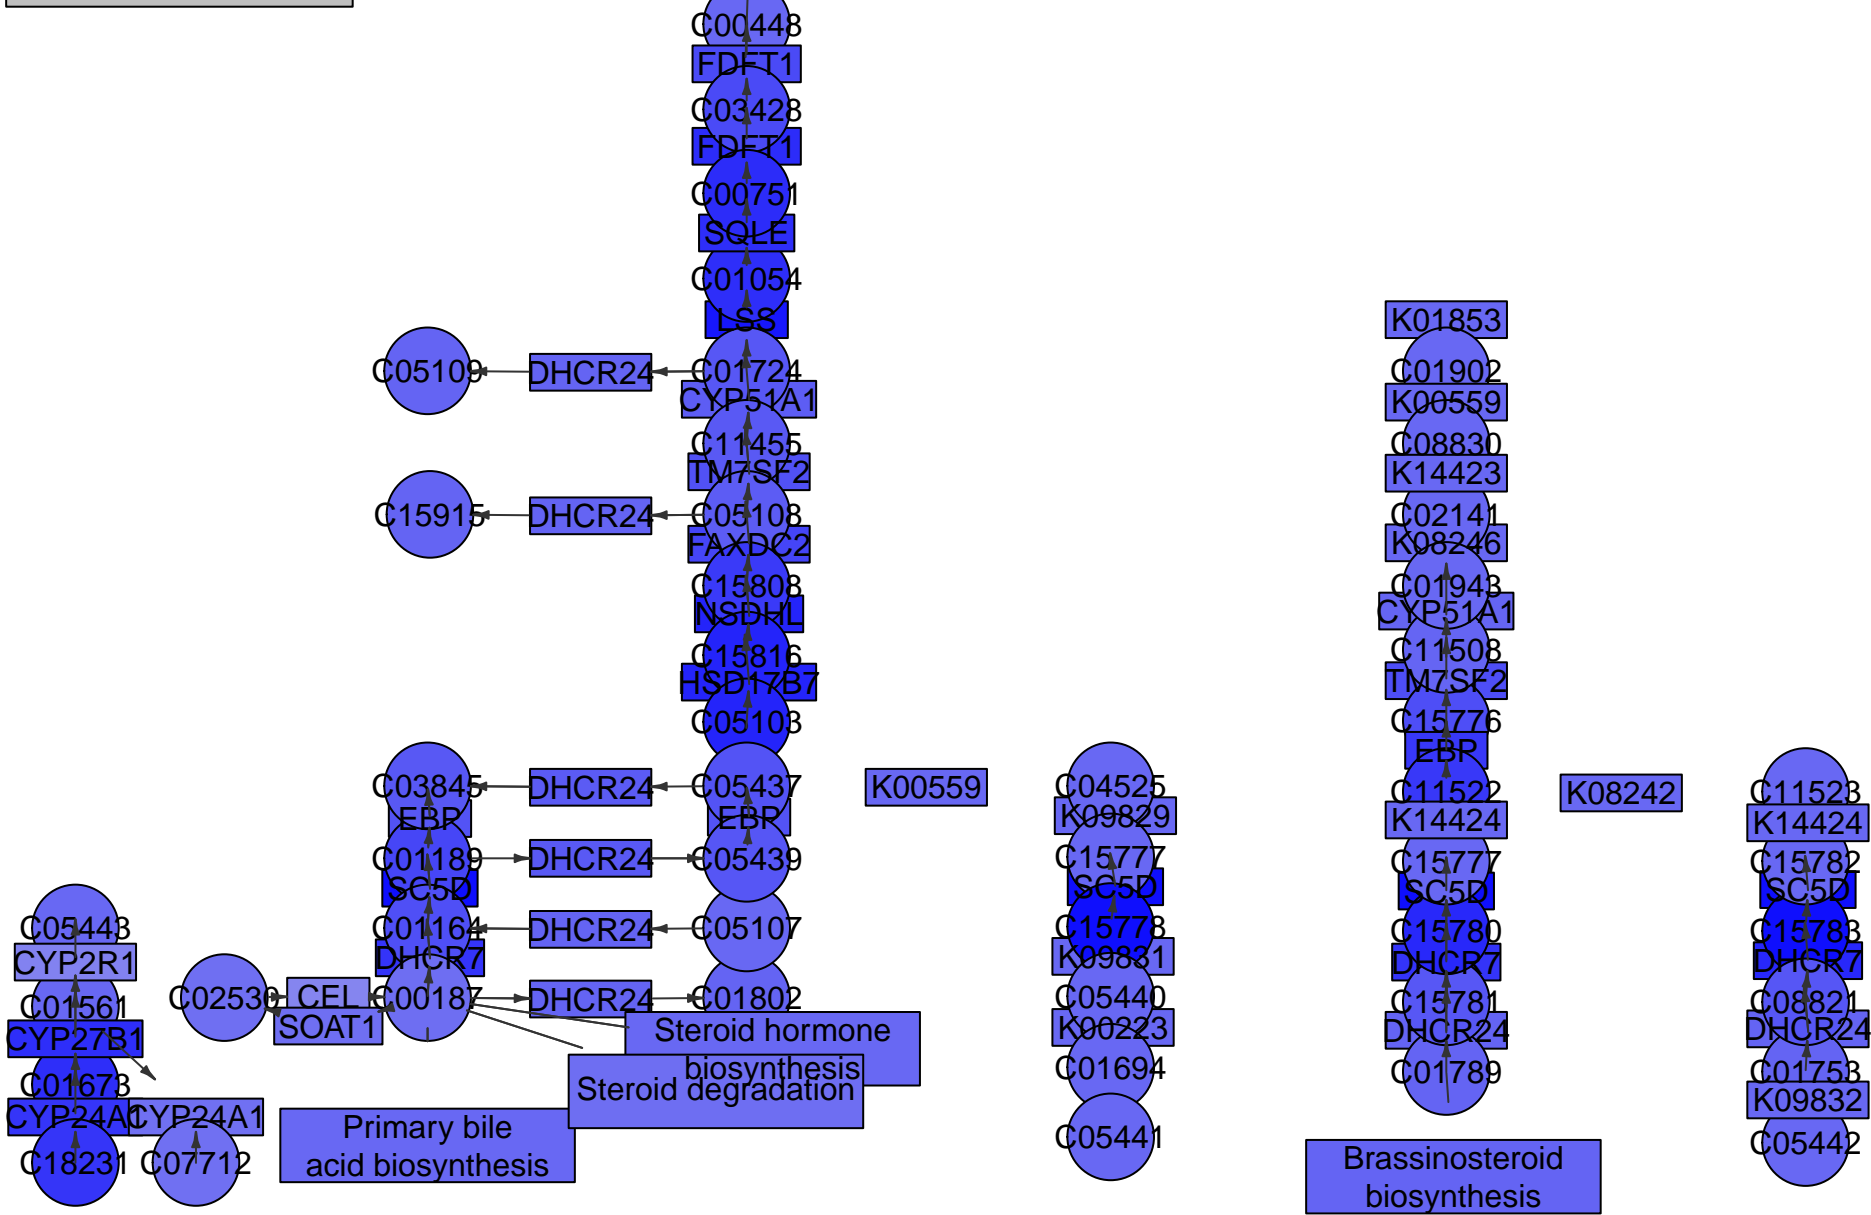 C00448
FDFT1
C03428
FDFT1
C00751
SQLE
C01054
LSS
C05109
DHCR24
C01724
CYP51A1
C11455
TM7SF2
C15915
DHCR24
C05108
FAXDC2
C15808
NSDHL
C15816
HSD17B7
C05103
C03845
DHCR24
C05437
EBP
EBP
C01189
DHCR24
C05439
SC5D
C01164
DHCR24
C05107
DHCR7
C02530
CEL
SOAT1
C00187
DHCR24
C01802
C05443
CYP2R1
C01561
CYP27B1
C01673
CYP24A1
CYP24A1
C18231
C07712
Steroid hormone
biosynthesis
Steroid degradation
Primary bile
acid biosynthesis
K00559
C04525
K09829
C15777
SC5D
C15778
K09831
C05440
K00223
C01694
C05441
K01853
C01902
K00559
C08830
K14423
C02141
K08246
C01943
CYP51A1
C11508
TM7SF2
C15776
EBP
C11522
K14424
C15777
SC5D
C15780
DHCR7
C15781
DHCR24
C01789
Brassinosteroid
biosynthesis
K08242
C11523
K14424
C15782
SC5D
C15783
DHCR7
C08821
DHCR24
C01753
K09832
C05442